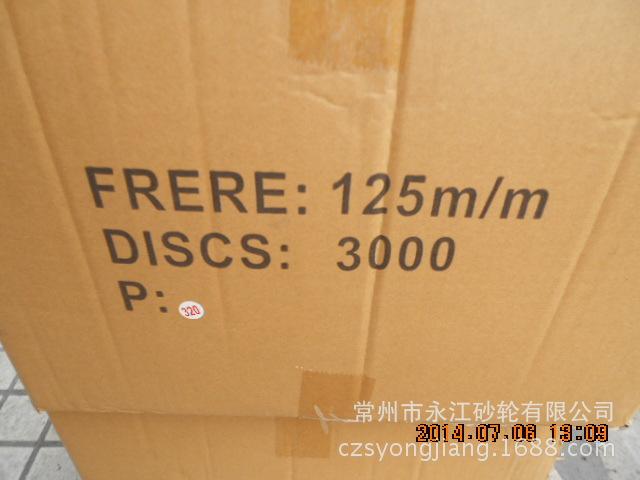 FRERE: 125m/m
DISCS: 3000
P: 320
常州市永江砂轮有限公司
2014.07.06 13:09
czsyongjiang.1688.com